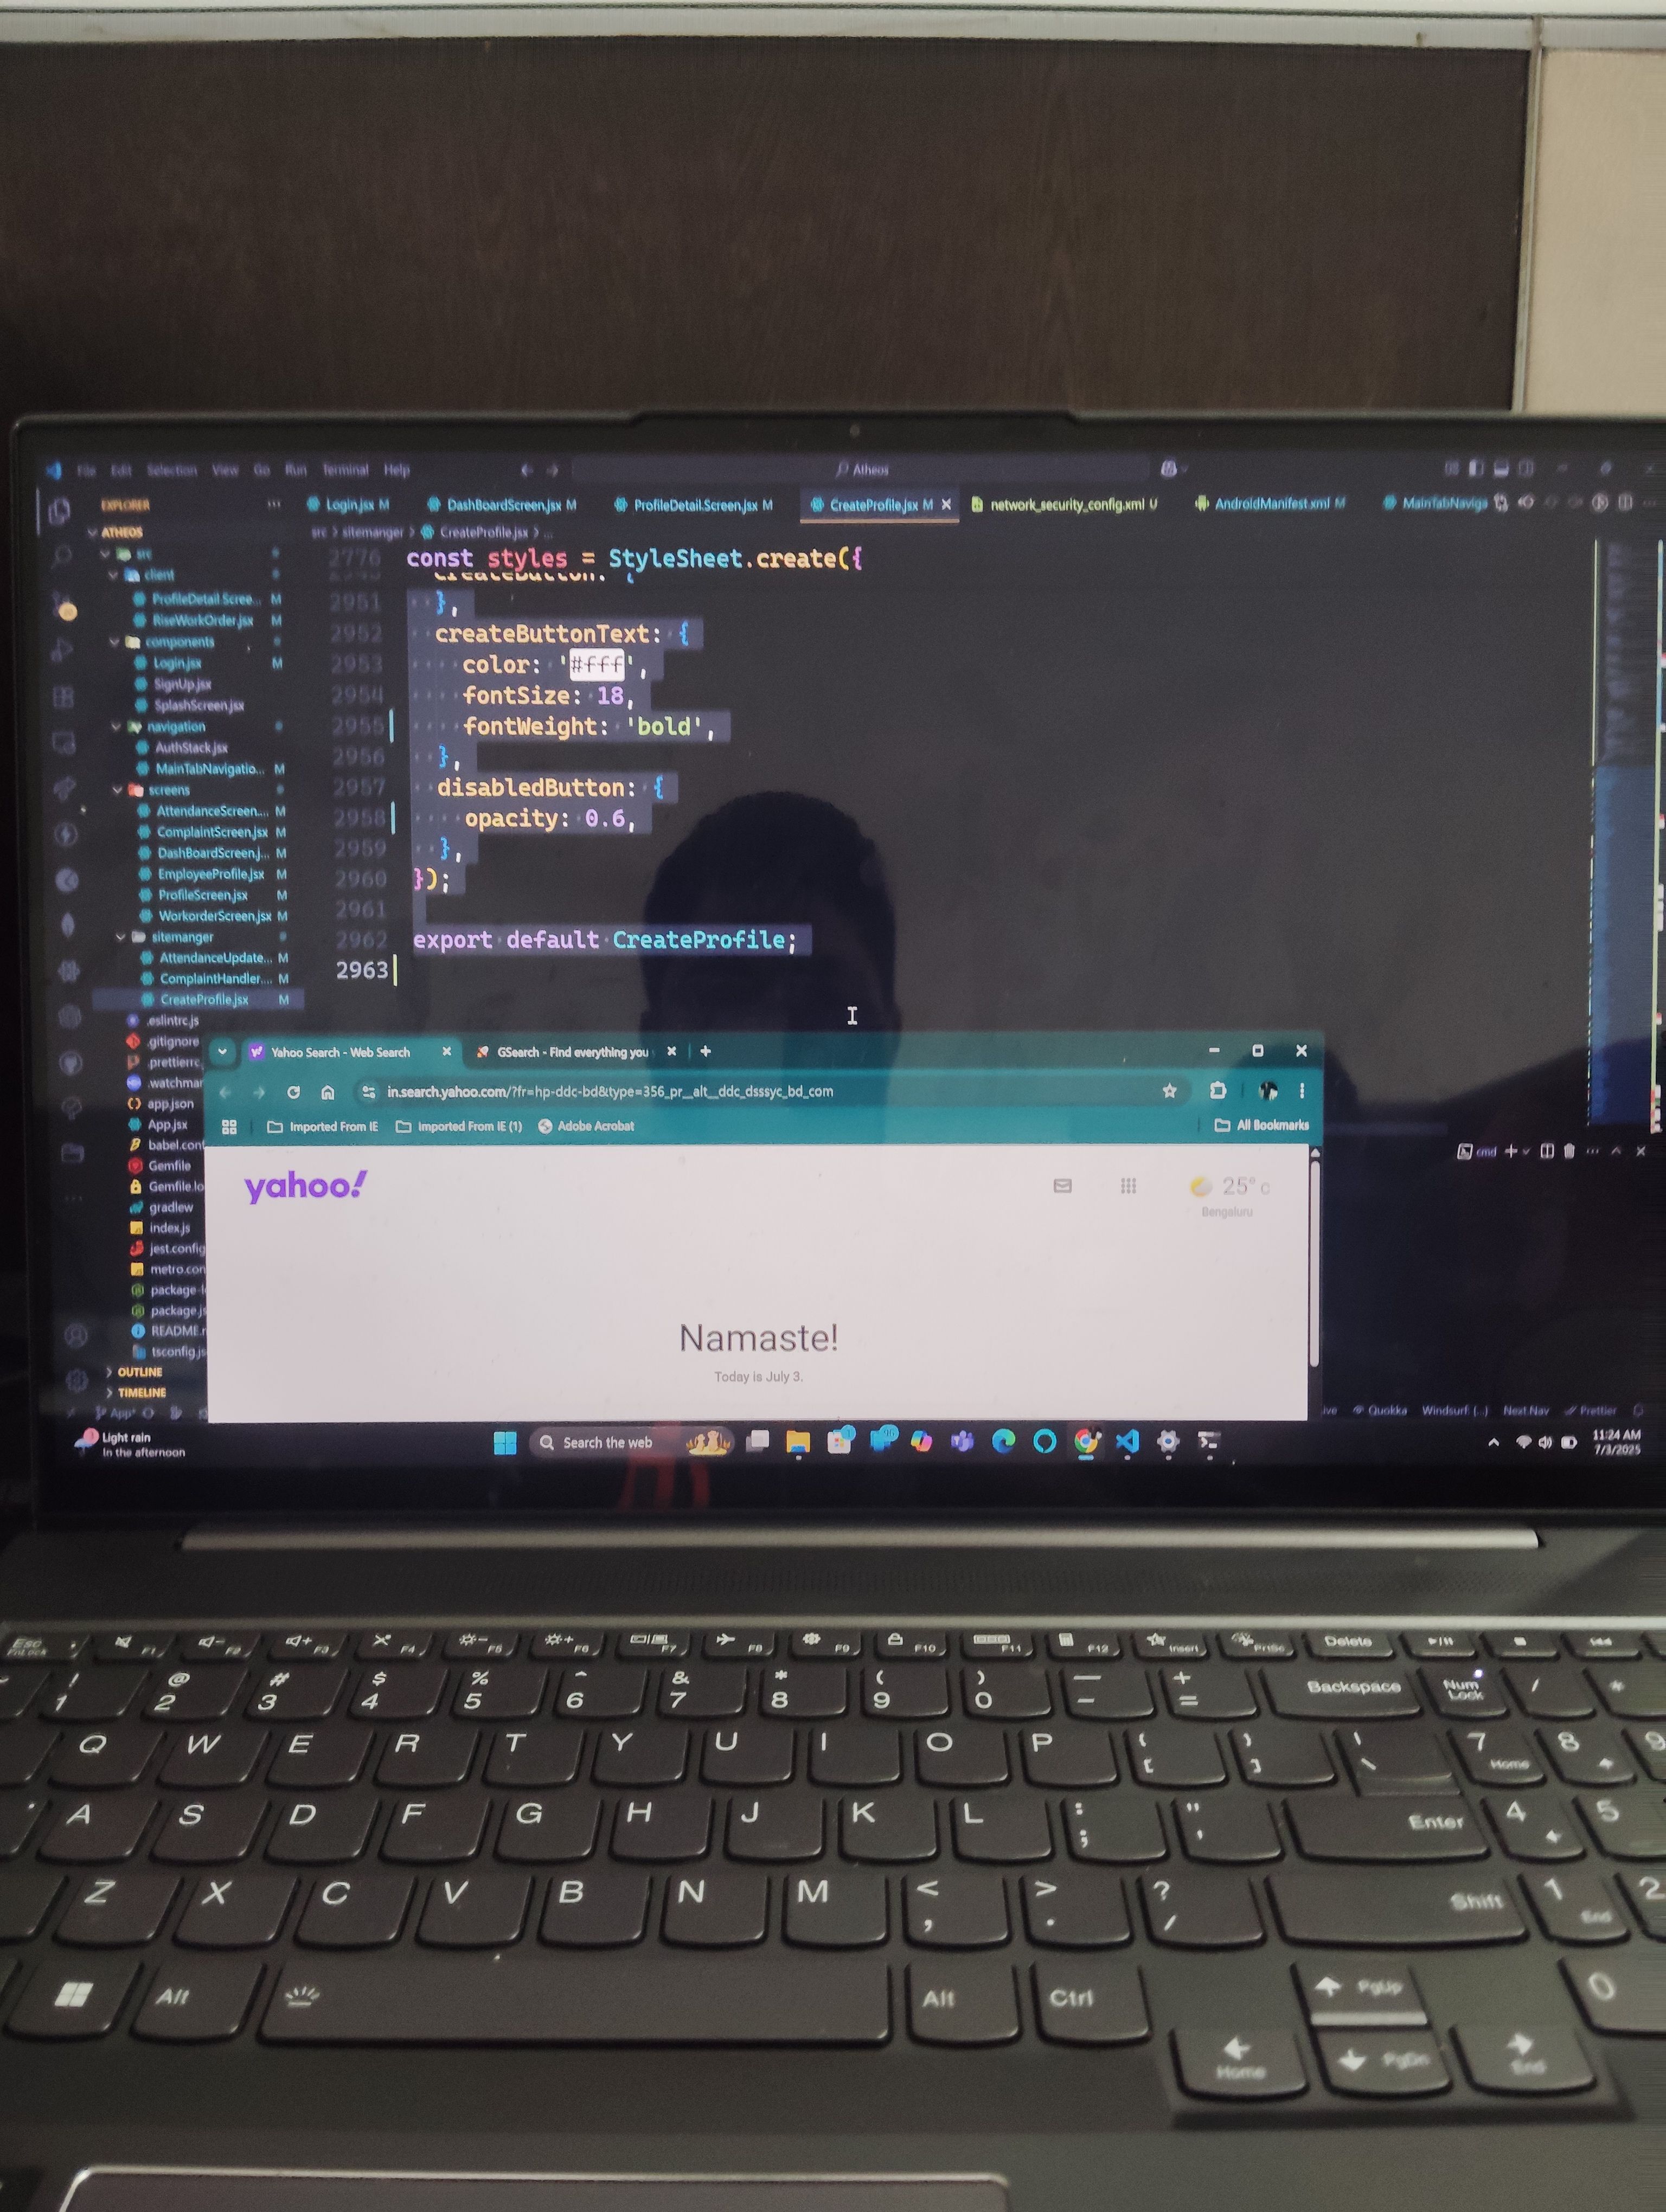 File Edit Selection View Go Run Terminal Help
Atheos
EXPLORER
Login.jsx M
DashBoardScreen.jsx M
ProfileDetail.Screen.jsx M
CreateProfile.jsx M
network_security_config.xml U
AndroidManifest.xml M
MainTabNaviga
ATHEOS
src > sitemanger > CreateProfile.jsx > ...
src
client
ProfileDetail.Scree... M
RiseWorkOrder.jsx M
components
Login.jsx M
SignUp.jsx
SplashScreen.jsx
navigation
AuthStack.jsx
MainTabNavigatio... M
screens
AttendanceScreen.... M
ComplaintScreen.jsx M
DashBoardScreen.j... M
EmployeeProfile.jsx M
ProfileScreen.jsx M
WorkorderScreen.jsx M
sitemanger
AttendanceUpdate... M
ComplaintHandler.... M
CreateProfile.jsx M
.eslintrc.js
.gitignore
.prettierrc
.watchman
app.json
App.jsx
babel.conf
Gemfile
Gemfile.lo
gradlew
index.js
jest.config
metro.con
package-l
package.js
README.r
tsconfig.js
OUTLINE
TIMELINE
App*
2776 const styles = StyleSheet.create({
createButton: {
2951 },
2952 createButtonText: {
2953 color: '#fff',
2954 fontSize: 18,
2955 fontWeight: 'bold',
2956 },
2957 disabledButton: {
2958 opacity: 0.6,
2959 },
2960 });
2961
2962 export default CreateProfile;
2963
cmd
Yahoo Search - Web Search
GSearch - Find everything you
in.search.yahoo.com/?fr=hp-ddc-bd&type=356_pr__alt__ddc_dsssyc_bd_com
Imported From IE
Imported From IE (1)
Adobe Acrobat
All Bookmarks
yahoo!
25° C
Bengaluru
Namaste!
Today is July 3.
ive Quokka Windsurf: {...} Next.Nav Prettier
Light rain
In the afternoon
Search the web
11:24 AM
7/3/2025
Esc F1 F2 F3 F4 F5 F6 F7 F8 F9 F10 F11 F12 Insert PrtSc Delete
FnLock
! @ # $ % ^ & * ( ) — +
1 2 3 4 5 6 7 8 9 0 - = Backspace Num Lock / *
Q W E R T Y U I O P { [ } ] | \ 7 Home 8 9
A S D F G H J K L : ; " ' Enter 4 5
Z X C V B N M < , > . ? / Shift 1 End 2
Alt Alt Ctrl PgUp 0
Home PgDn End